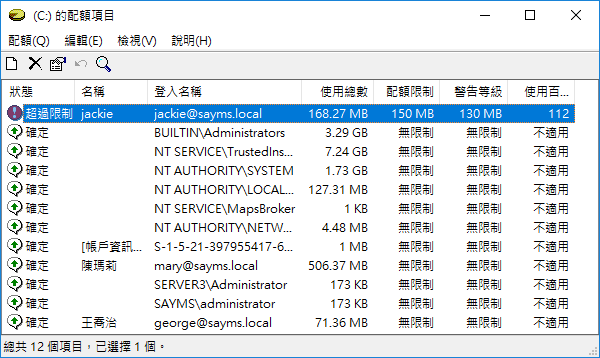 (C:) 的配額項目
配額(Q) 編輯(E) 檢視(V) 說明(H)
狀態 名稱 登入名稱 使用總數 配額限制 警告等級 使用百...
超過限制 jackie jackie@sayms.local 168.27 MB 150 MB 130 MB 112
確定 BUILTIN\Administrators 3.29 GB 無限制 無限制 不適用
確定 NT SERVICE\TrustedIns... 7.24 GB 無限制 無限制 不適用
確定 NT AUTHORITY\SYSTEM 1.73 GB 無限制 無限制 不適用
確定 NT AUTHORITY\LOCAL... 127.31 MB 無限制 無限制 不適用
確定 NT SERVICE\MapsBroker 1 KB 無限制 無限制 不適用
確定 NT AUTHORITY\NETW... 4.48 MB 無限制 無限制 不適用
確定 [帳戶資訊... S-1-5-21-397955417-6... 1 MB 無限制 無限制 不適用
確定 陳瑪莉 mary@sayms.local 506.37 MB 無限制 無限制 不適用
確定 SERVER3\Administrator 173 KB 無限制 無限制 不適用
確定 SAYMS\administrator 173 KB 無限制 無限制 不適用
確定 王喬治 george@sayms.local 71.36 MB 無限制 無限制 不適用
總共 12 個項目，已選擇 1 個。